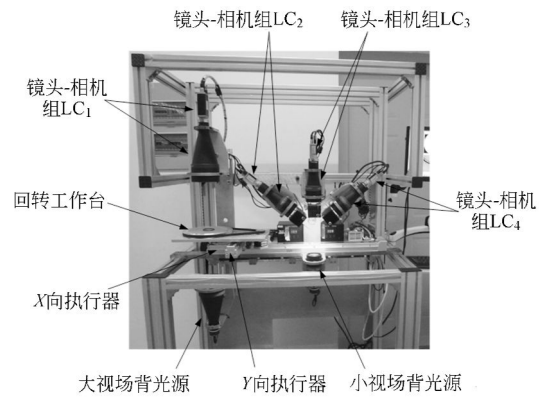 镜头-相机组LC2
镜头-相机组LC3
镜头-相机
组LC1
回转工作台
镜头-相机
组LC4
X向执行器
大视场背光源
Y向执行器
小视场背光源